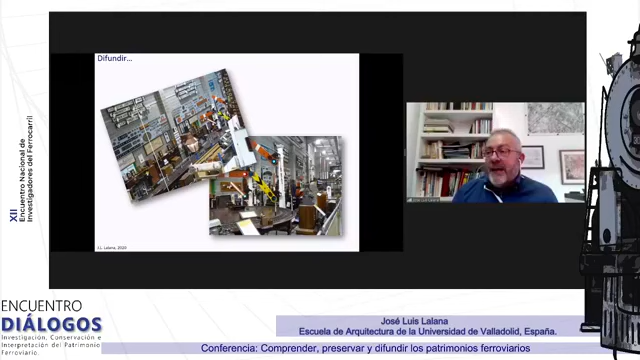 Difundir...
J.L. Lalana, 2020
XII
Encuentro Nacional de
Investigadores del Ferrocarril
ENCUENTRO
DIÁLOGOS
Investigación, Conservación e
Interpretación del Patrimonio
Ferroviario.
José Luis Lalana
Escuela de Arquitectura de la Universidad de Valladolid, España.
Conferencia: Comprender, preservar y difundir los patrimonios ferroviarios